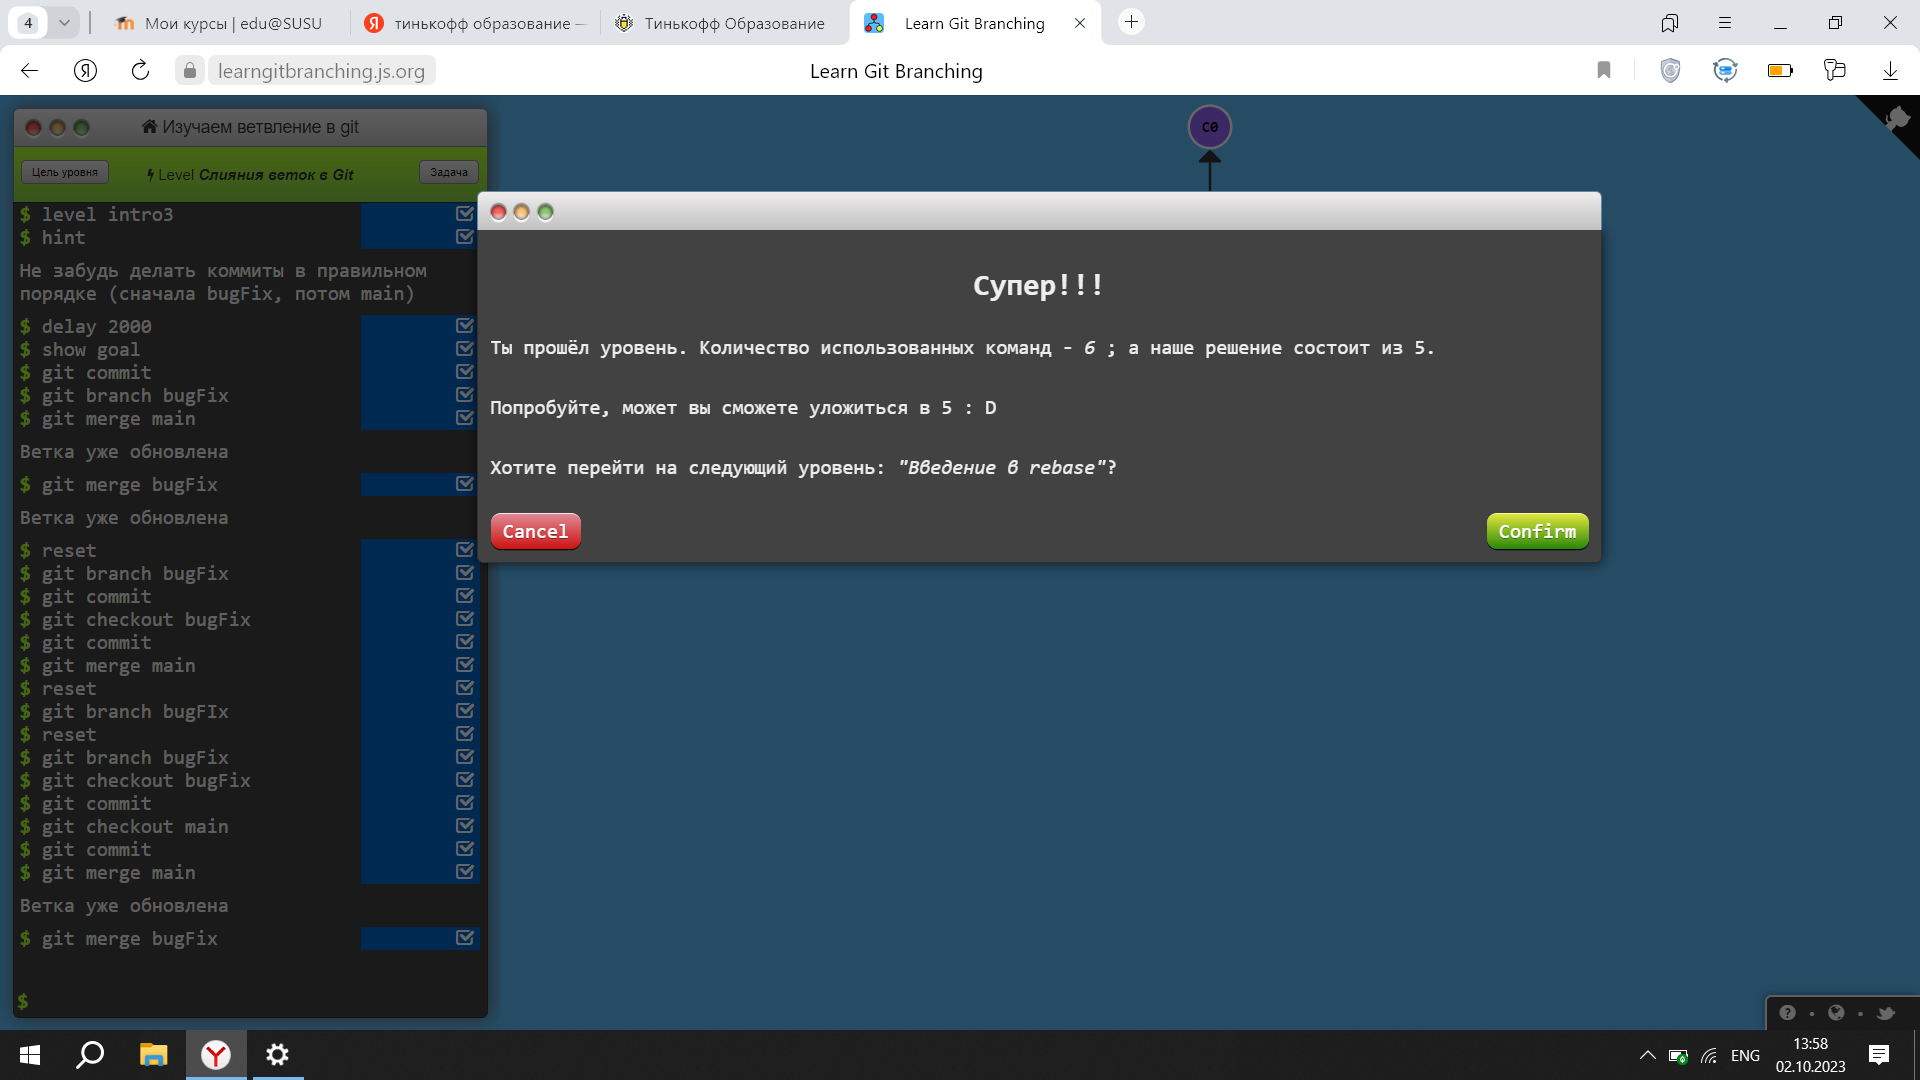 4
Мои курсы | edu@SUSU
тинькофф образование —
Тинькофф Образование
Learn Git Branching
learngitbranching.js.org
Learn Git Branching
Изучаем ветвление в git
Цель уровня
Level Слияния веток в Git
Задача
$ level intro3
$ hint
Не забудь делать коммиты в правильном
порядке (сначала bugFix, потом main)
$ delay 2000
$ show goal
$ git commit
$ git branch bugFix
$ git merge main
Ветка уже обновлена
$ git merge bugFix
Ветка уже обновлена
$ reset
$ git branch bugFix
$ git commit
$ git checkout bugFix
$ git commit
$ git merge main
$ reset
$ git branch bugFIx
$ reset
$ git branch bugFix
$ git checkout bugFix
$ git commit
$ git checkout main
$ git commit
$ git merge main
Ветка уже обновлена
$ git merge bugFix
$
C0
Супер!!!
Ты прошёл уровень. Количество использованных команд - 6 ; а наше решение состоит из 5.
Попробуйте, может вы сможете уложиться в 5 : D
Хотите перейти на следующий уровень: "Введение в rebase"?
Cancel
Confirm
ENG
13:58
02.10.2023